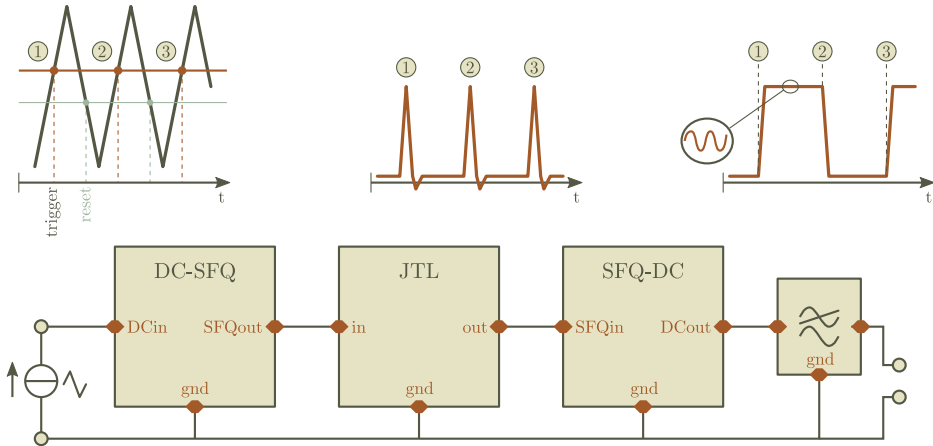 1 2 3
t
trigger
reset
1 2 3
t
1 2 3
t
DC-SFQ
DCin SFQout
gnd
JTL
in out
gnd
SFQ-DC
SFQin DCout
gnd
gnd